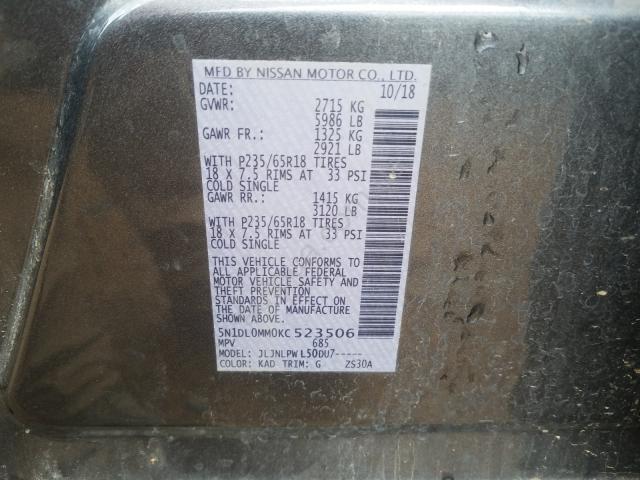 MFD BY NISSAN MOTOR CO., LTD.
DATE: 10/18
GVWR: 2715 KG
5986 LB
GAWR FR.: 1325 KG
2921 LB
WITH P235/65R18 TIRES
18 X 7.5 RIMS AT 33 PSI
COLD SINGLE
GAWR RR.: 1415 KG
3120 LB
WITH P235/65R18 TIRES
18 X 7.5 RIMS AT 33 PSI
COLD SINGLE
THIS VEHICLE CONFORMS TO
ALL APPLICABLE FEDERAL
MOTOR VEHICLE SAFETY AND
THEFT PREVENTION
STANDARDS IN EFFECT ON
THE DATE OF MANUFACTURE
SHOWN ABOVE.
5N1DL0MM0KC523506
MPV 685
MODEL: JLJNLPWL50DU7-----
COLOR: KAD TRIM: G ZS30A